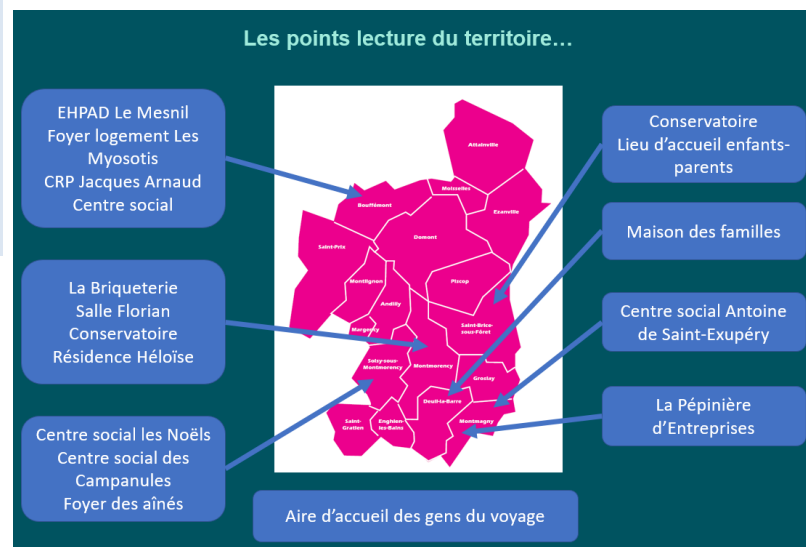 Les points lecture du territoire…
EHPAD Le Mesnil
Foyer logement Les
Myosotis
CRP Jacques Arnaud
Centre social
La Briqueterie
Salle Florian
Conservatoire
Résidence Héloïse
Centre social les Noëls
Centre social des
Campanules
Foyer des aînés
Attainville
Moisselles
Bouffémont
Ezanville
Domont
Saint-Prix
Piscop
Montlignon
Andilly
Margency
Saint-Brice-
sous-Fôret
Soisy-sous-
Montmorency
Montmorency
Groslay
Deuil-la-Barre
Saint-
Gratien
Enghien-
les-Bains
Montmagny
Conservatoire
Lieu d’accueil enfants-
parents
Maison des familles
Centre social Antoine
de Saint-Exupéry
La Pépinière
d’Entreprises
Aire d’accueil des gens du voyage